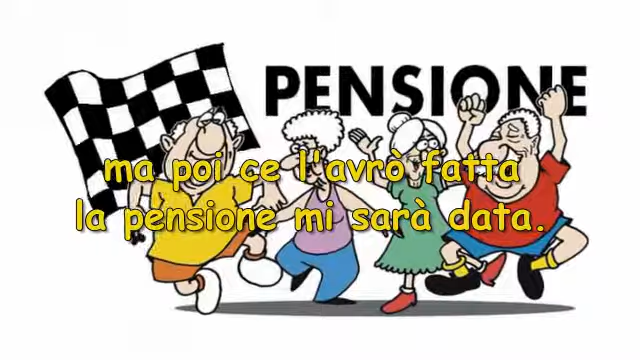 PENSIONE
ma poi ce l'avrò fatta
la pensione mi sarà data.